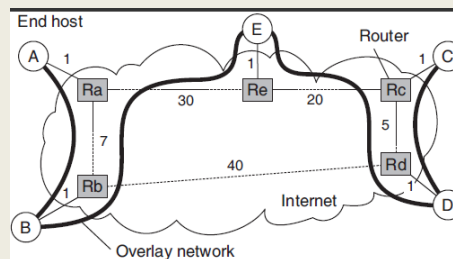 End host
E
Router
A
1
1
1
C
Ra
Re
Rc
30
20
7
5
40
Rd
Rb
1
1
Internet
B
D
Overlay network